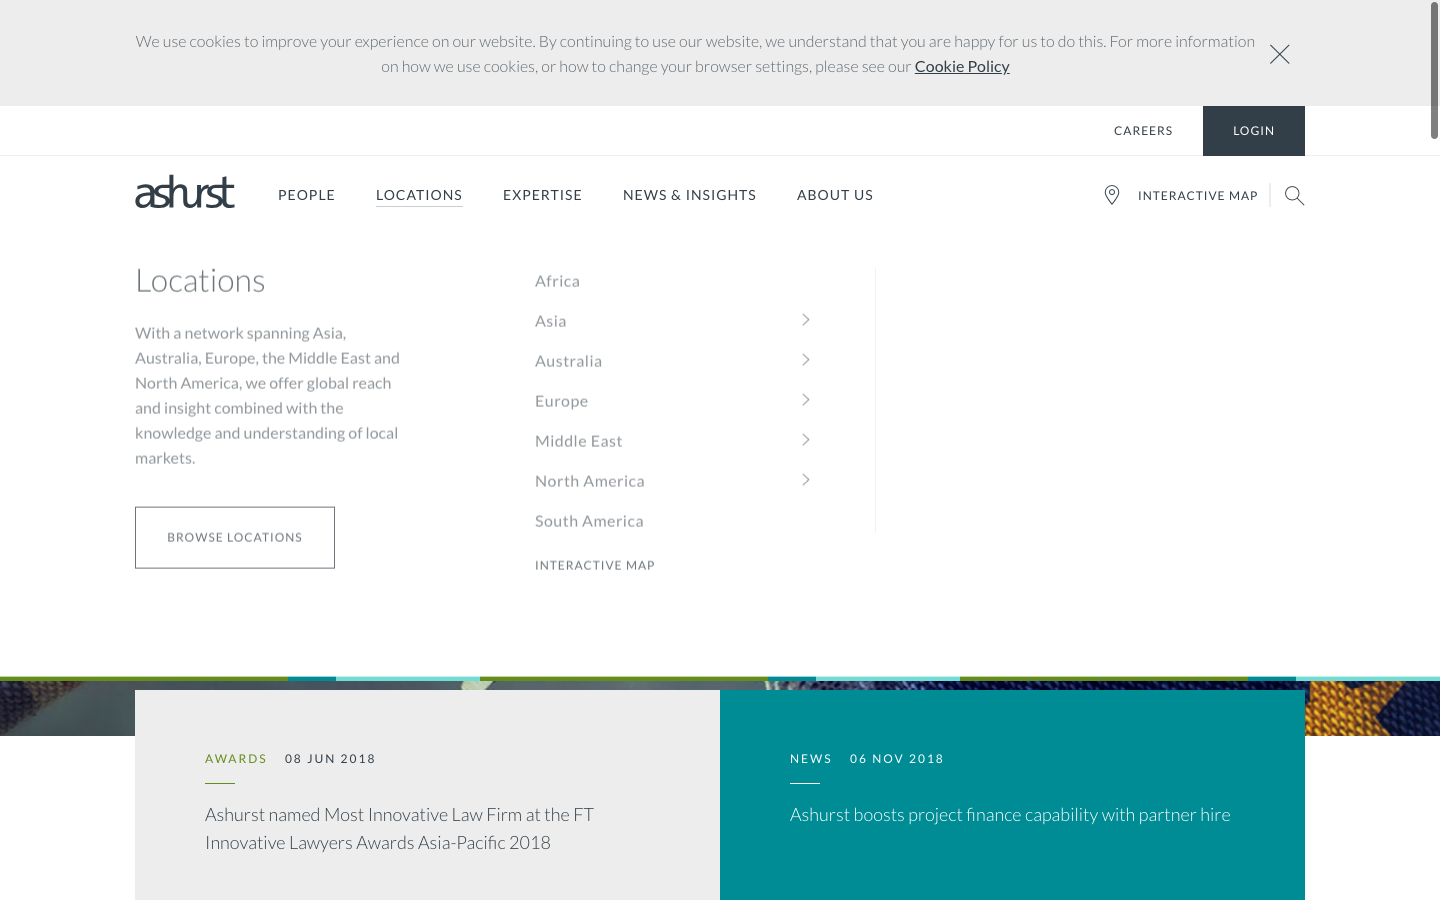 We use cookies to improve your experience on our website. By continuing to use our website, we understand that you are happy for us to do this. For more information
on how we use cookies, or how to change your browser settings, please see our Cookie Policy
CAREERS
LOGIN
ashurst
PEOPLE
LOCATIONS
EXPERTISE
NEWS & INSIGHTS
ABOUT US
INTERACTIVE MAP
Locations
With a network spanning Asia,
Australia, Europe, the Middle East and
North America, we offer global reach
and insight combined with the
knowledge and understanding of local
markets.
BROWSE LOCATIONS
Africa
Asia
Australia
Europe
Middle East
North America
South America
INTERACTIVE MAP
AWARDS 08 JUN 2018
Ashurst named Most Innovative Law Firm at the FT
Innovative Lawyers Awards Asia-Pacific 2018
NEWS 06 NOV 2018
Ashurst boosts project finance capability with partner hire